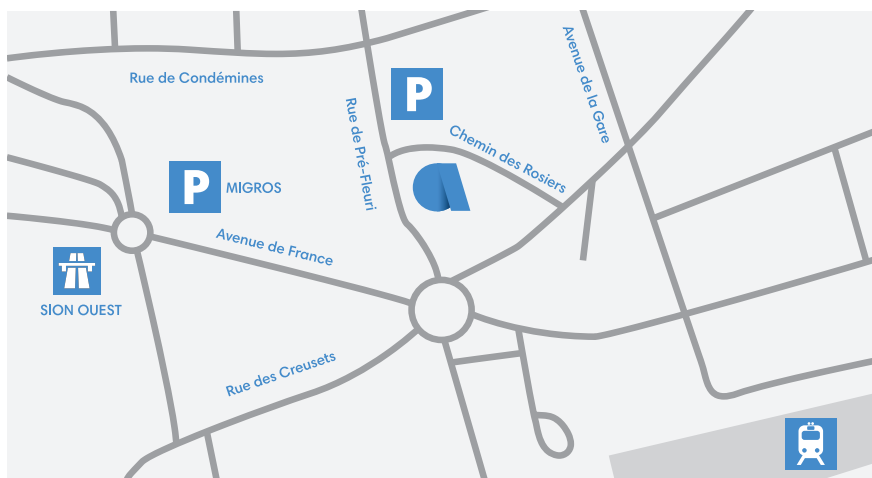 Rue de Condémines
P
Rue de Pré-Fleuri
Chemin des Rosiers
Avenue de la Gare
P MIGROS
Avenue de France
SION OUEST
Rue des Creusets